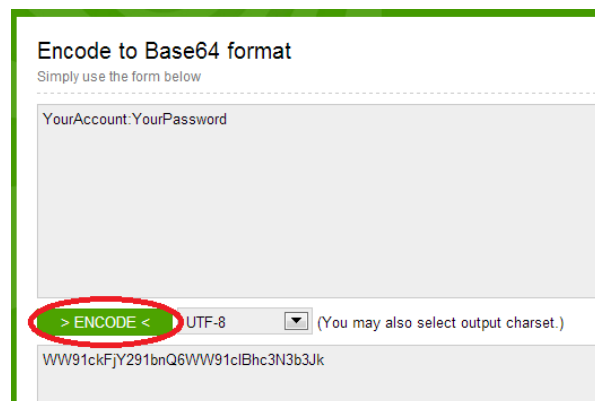 Encode to Base64 format
Simply use the form below
YourAccount:YourPassword
> ENCODE < UTF-8 (You may also select output charset.)
WW91ckFjY291bnQ6WW91clBhc3N3b3Jk